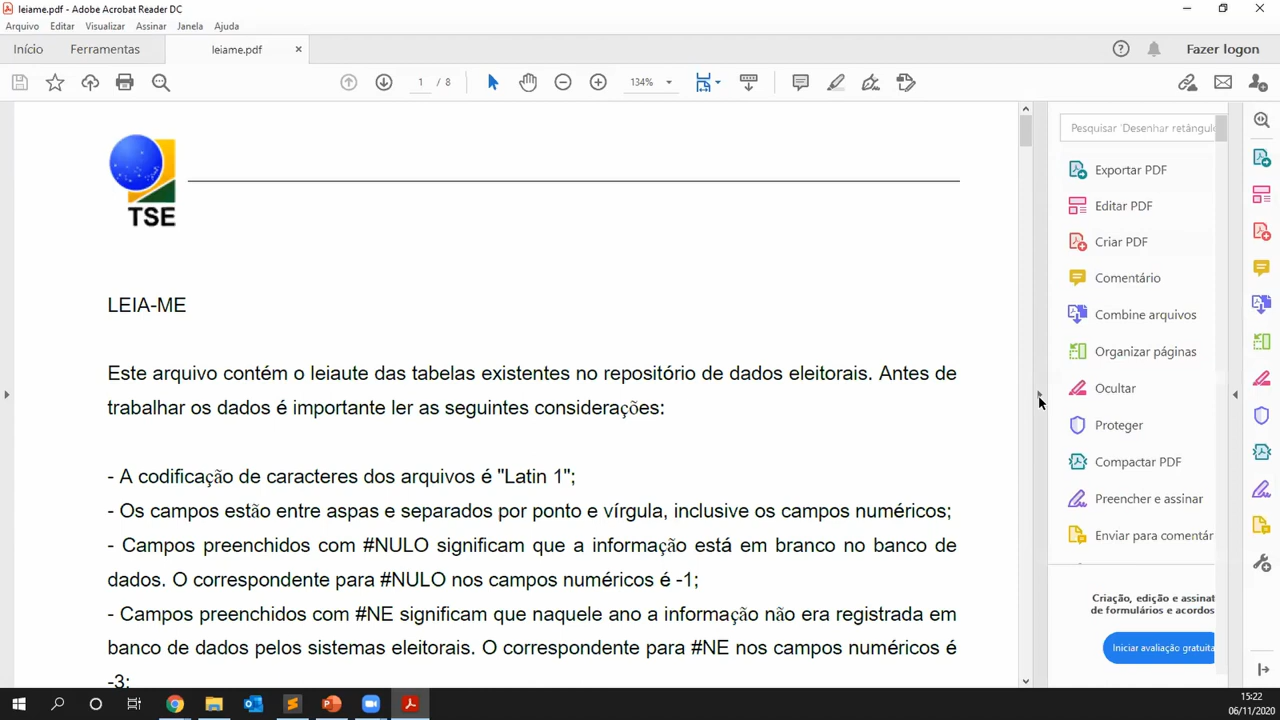 leiame.pdf - Adobe Acrobat Reader DC
Arquivo Editar Visualizar Assinar Janela Ajuda
Início Ferramentas leiame.pdf × Fazer logon
1 / 8 134%
TSE
LEIA-ME
Este arquivo contém o leiaute das tabelas existentes no repositório de dados eleitorais. Antes de
trabalhar os dados é importante ler as seguintes considerações:
- A codificação de caracteres dos arquivos é "Latin 1";
- Os campos estão entre aspas e separados por ponto e vírgula, inclusive os campos numéricos;
- Campos preenchidos com #NULO significam que a informação está em branco no banco de
dados. O correspondente para #NULO nos campos numéricos é -1;
- Campos preenchidos com #NE significam que naquele ano a informação não era registrada em
banco de dados pelos sistemas eleitorais. O correspondente para #NE nos campos numéricos é
-3;
Pesquisar 'Desenhar retângulo
Exportar PDF
Editar PDF
Criar PDF
Comentário
Combine arquivos
Organizar páginas
Ocultar
Proteger
Compactar PDF
Preencher e assinar
Enviar para comentár
Criação, edição e assinat
de formulários e acordos
Iniciar avaliação gratuita
15:22
06/11/2020